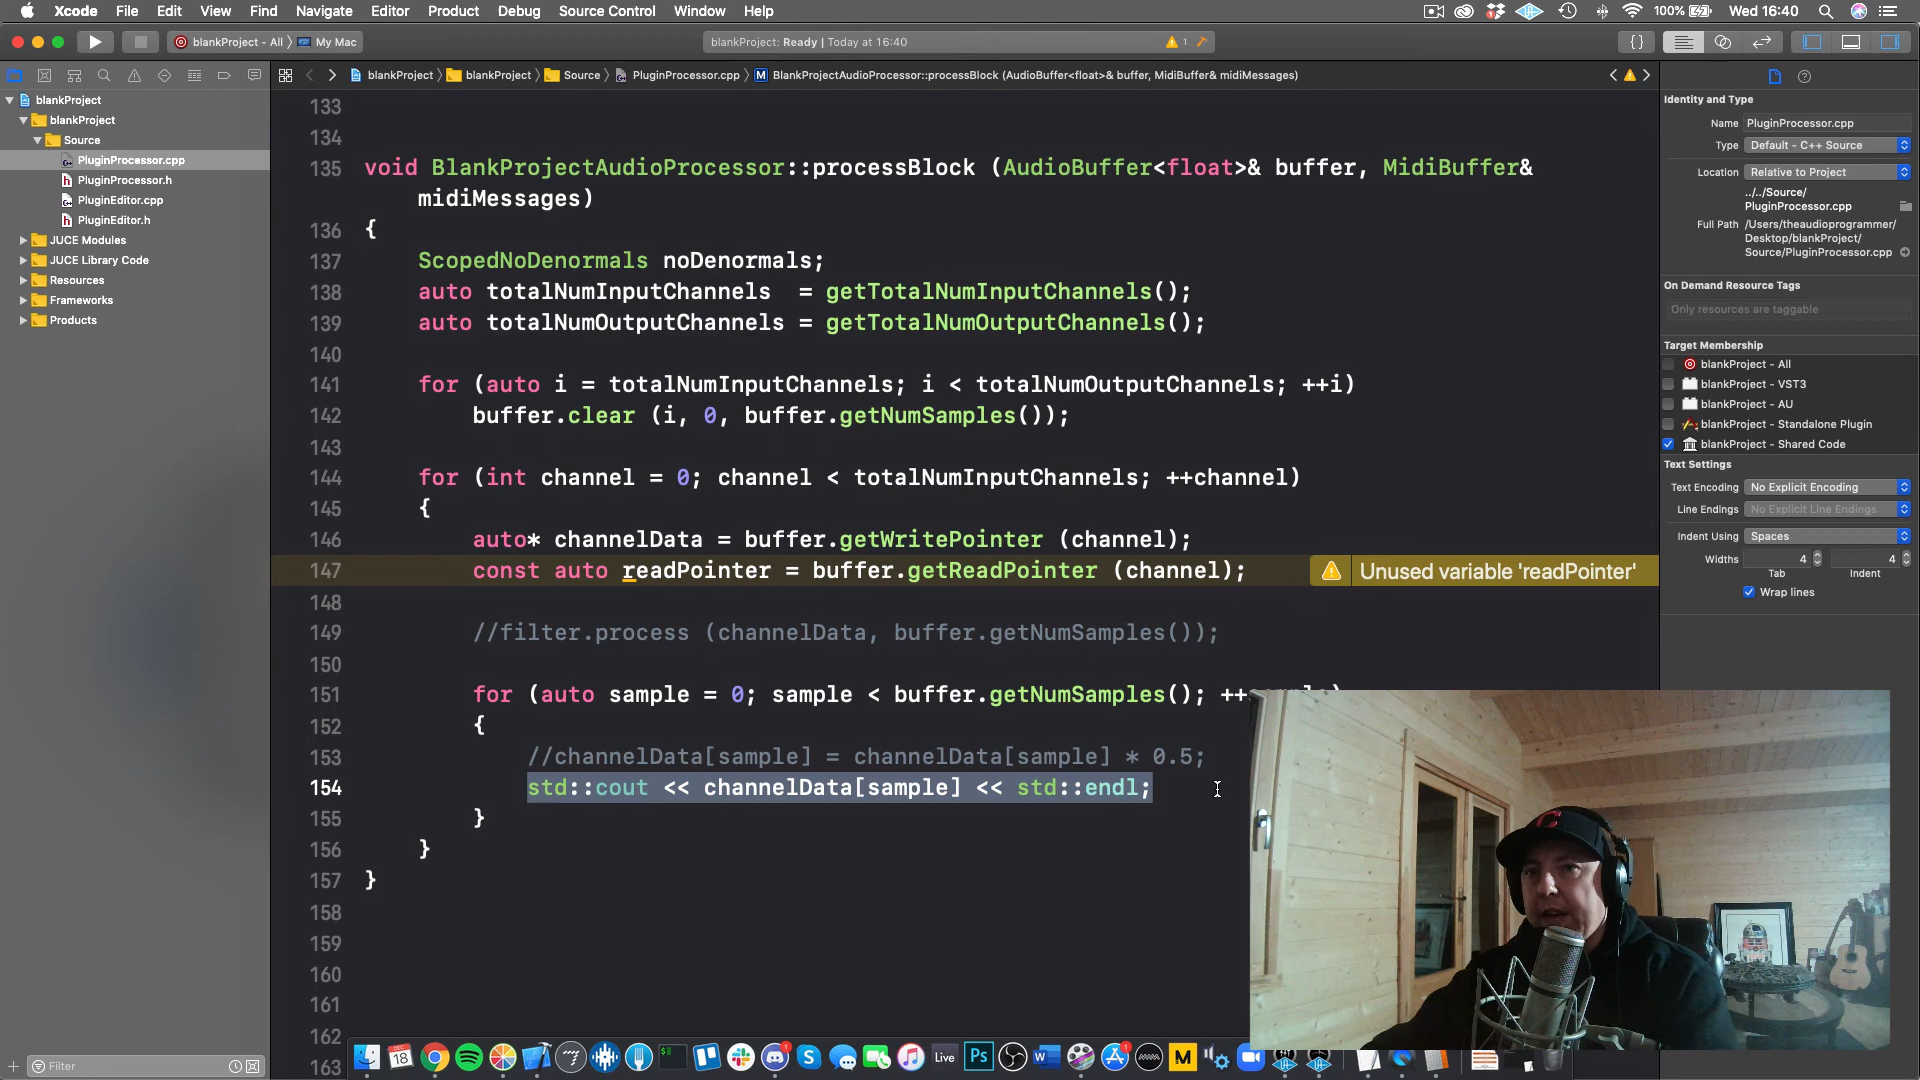 Xcode File Edit View Find Navigate Editor Product Debug Source Control Window Help
100% Wed 16:40
blankProject - All My Mac
blankProject: Ready | Today at 16:40
1
blankProject blankProject Source PluginProcessor.cpp M BlankProjectAudioProcessor::processBlock (AudioBuffer<float>& buffer, MidiBuffer& midiMessages)
blankProject
blankProject
Source
PluginProcessor.cpp
PluginProcessor.h
PluginEditor.cpp
PluginEditor.h
JUCE Modules
JUCE Library Code
Resources
Frameworks
Products
Filter
133
134
135 void BlankProjectAudioProcessor::processBlock (AudioBuffer<float>& buffer, MidiBuffer&
midiMessages)
136 {
137 ScopedNoDenormals noDenormals;
138 auto totalNumInputChannels  = getTotalNumInputChannels();
139 auto totalNumOutputChannels = getTotalNumOutputChannels();
140
141 for (auto i = totalNumInputChannels; i < totalNumOutputChannels; ++i)
142 buffer.clear (i, 0, buffer.getNumSamples());
143
144 for (int channel = 0; channel < totalNumInputChannels; ++channel)
145 {
146 auto* channelData = buffer.getWritePointer (channel);
147 const auto readPointer = buffer.getReadPointer (channel); Unused variable 'readPointer'
148
149 //filter.process (channelData, buffer.getNumSamples());
150
151 for (auto sample = 0; sample < buffer.getNumSamples();
152 {
153 //channelData[sample] = channelData[sample] * 0.5;
154 std::cout << channelData[sample] << std::endl;
155 }
156 }
157 }
158
159
160
161
162
163
Identity and Type
Name PluginProcessor.cpp
Type Default - C++ Source
Location Relative to Project
../../Source/
PluginProcessor.cpp
Full Path /Users/theaudioprogrammer/
Desktop/blankProject/
Source/PluginProcessor.cpp
On Demand Resource Tags
Only resources are taggable
Target Membership
blankProject - All
blankProject - VST3
blankProject - AU
blankProject - Standalone Plugin
blankProject - Shared Code
Text Settings
Text Encoding No Explicit Encoding
Line Endings No Explicit Line Endings
Indent Using Spaces
Widths 4 4
Tab Indent
Wrap lines
18 Live Ps M